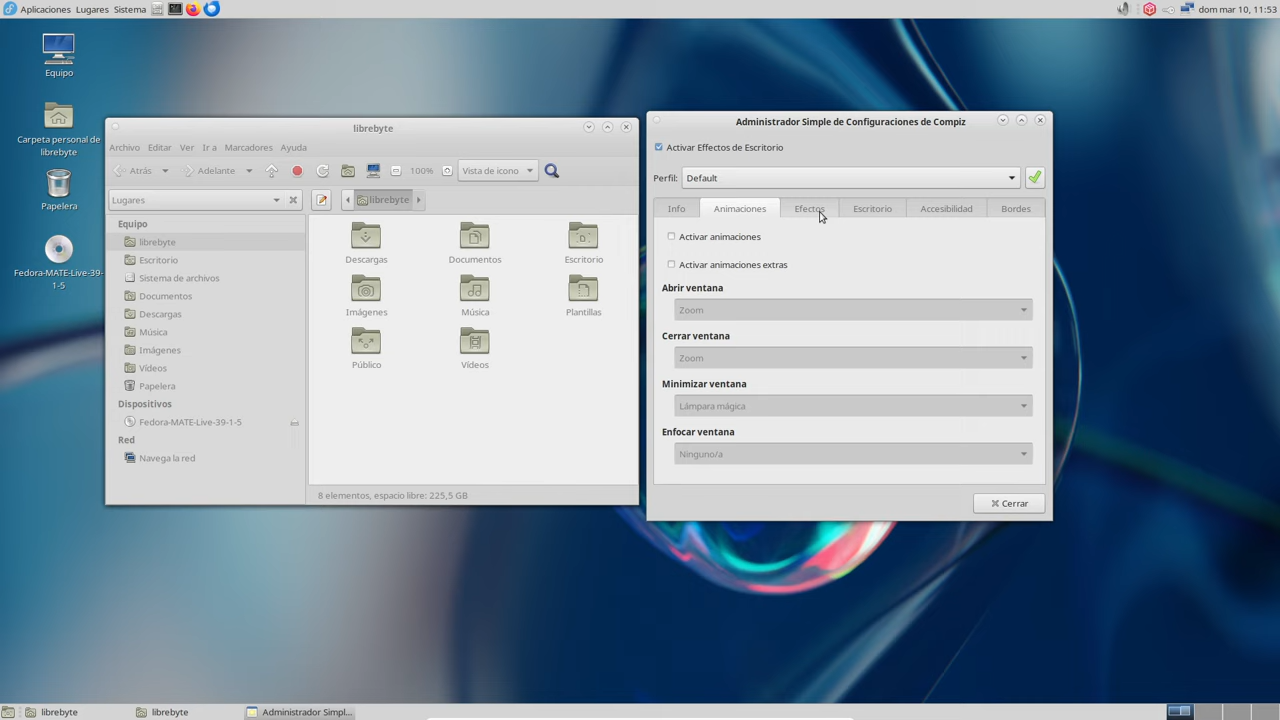 Aplicaciones Lugares Sistema
dom mar 10, 11:53
Equipo
Carpeta personal de
librebyte
Papelera
Fedora-MATE-Live-39-
1-5
librebyte
Archivo Editar Ver Ir a Marcadores Ayuda
Atrás Adelante 100% Vista de icono
Lugares
librebyte
Equipo
librebyte
Escritorio
Sistema de archivos
Documentos
Descargas
Música
Imágenes
Vídeos
Papelera
Dispositivos
Fedora-MATE-Live-39-1-5
Red
Navega la red
Descargas Documentos Escritorio
Imágenes Música Plantillas
Público Vídeos
8 elementos, espacio libre: 225,5 GB
Administrador Simple de Configuraciones de Compiz
Activar Effectos de Escritorio
Perfil: Default
Info Animaciones Efectos Escritorio Accesibilidad Bordes
Activar animaciones
Activar animaciones extras
Abrir ventana
Zoom
Cerrar ventana
Zoom
Minimizar ventana
Lámpara mágica
Enfocar ventana
Ninguno/a
Cerrar
librebyte librebyte Administrador Simpl...